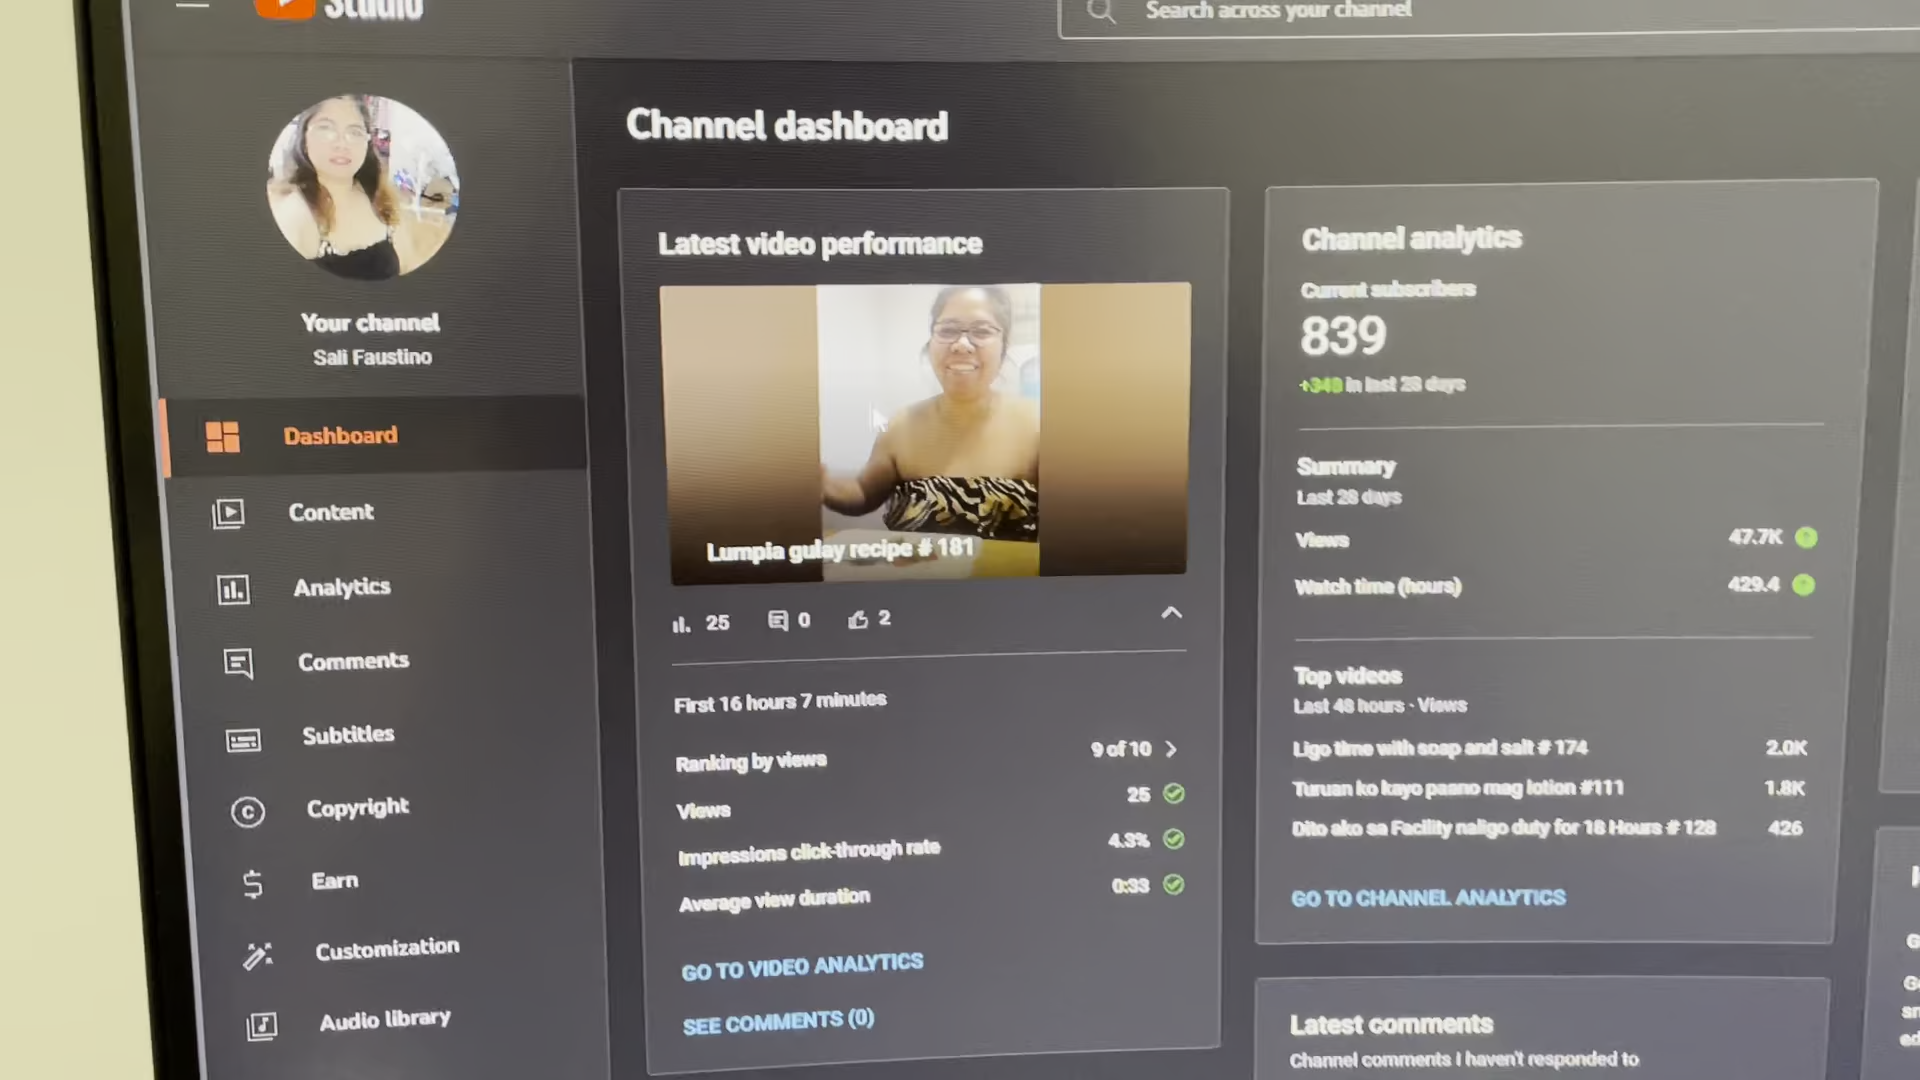 Studio
Search across your channel
Your channel
Sali Faustino
Dashboard
Content
Analytics
Comments
Subtitles
Copyright
Earn
Customization
Audio library
Channel dashboard
Latest video performance
Lumpia gulay recipe # 181
25
0
2
First 16 hours 7 minutes
Ranking by views
9 of 10
Views
25
Impressions click-through rate
4.3%
Average view duration
0:33
GO TO VIDEO ANALYTICS
SEE COMMENTS (0)
Channel analytics
Current subscribers
839
in last 28 days
Summary
Last 28 days
Views
47.7K
Watch time (hours)
429.4
Top videos
Last 48 hours · Views
Ligo time with soap and salt # 174
2.0K
Turuan ko kayo paano mag lotion #111
1.8K
Dito ako sa Facility naligo duty for 18 Hours # 128
426
GO TO CHANNEL ANALYTICS
Latest comments
Channel comments I haven't responded to